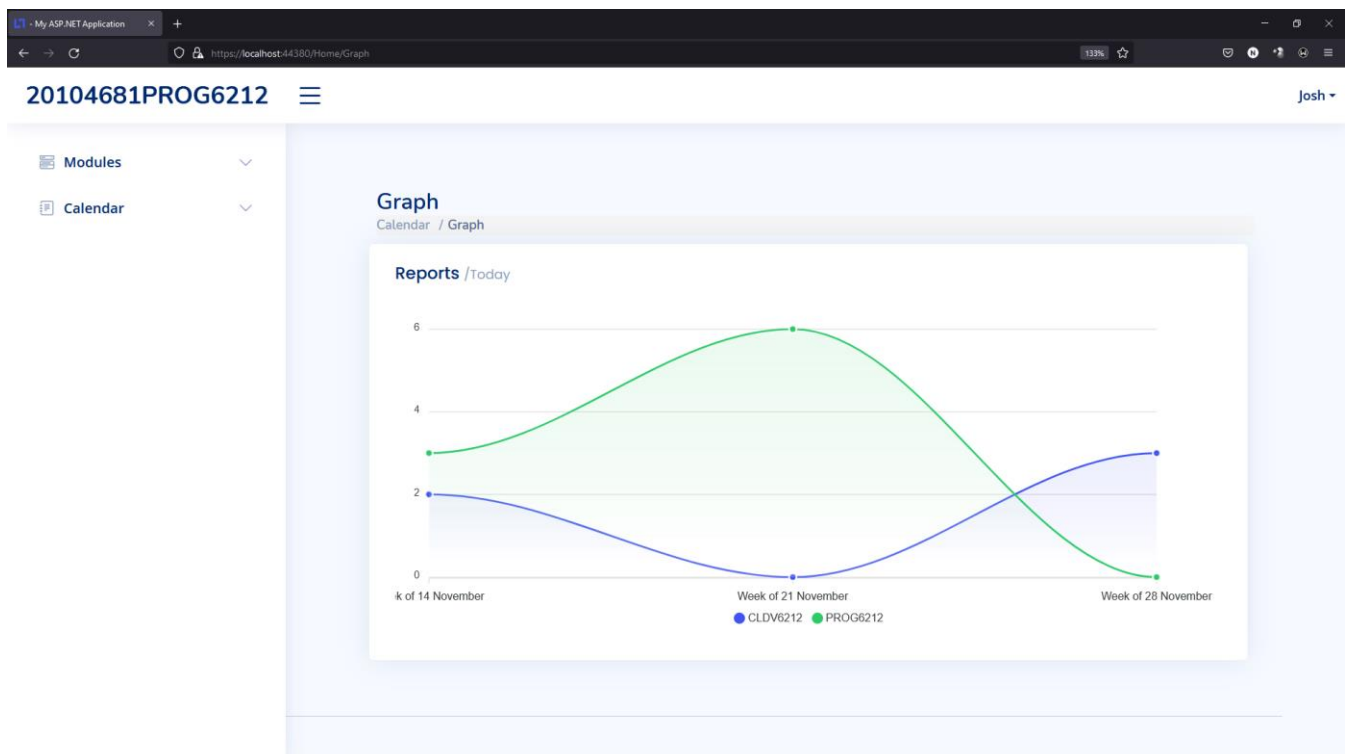 - My ASP.NET Application
https://localhost:44380/Home/Graph
133%
20104681PROG6212
Josh
Modules
Calendar
Graph
Calendar / Graph
Reports /Today
6
4
2
0
k of 14 November
Week of 21 November
Week of 28 November
CLDV6212
PROG6212